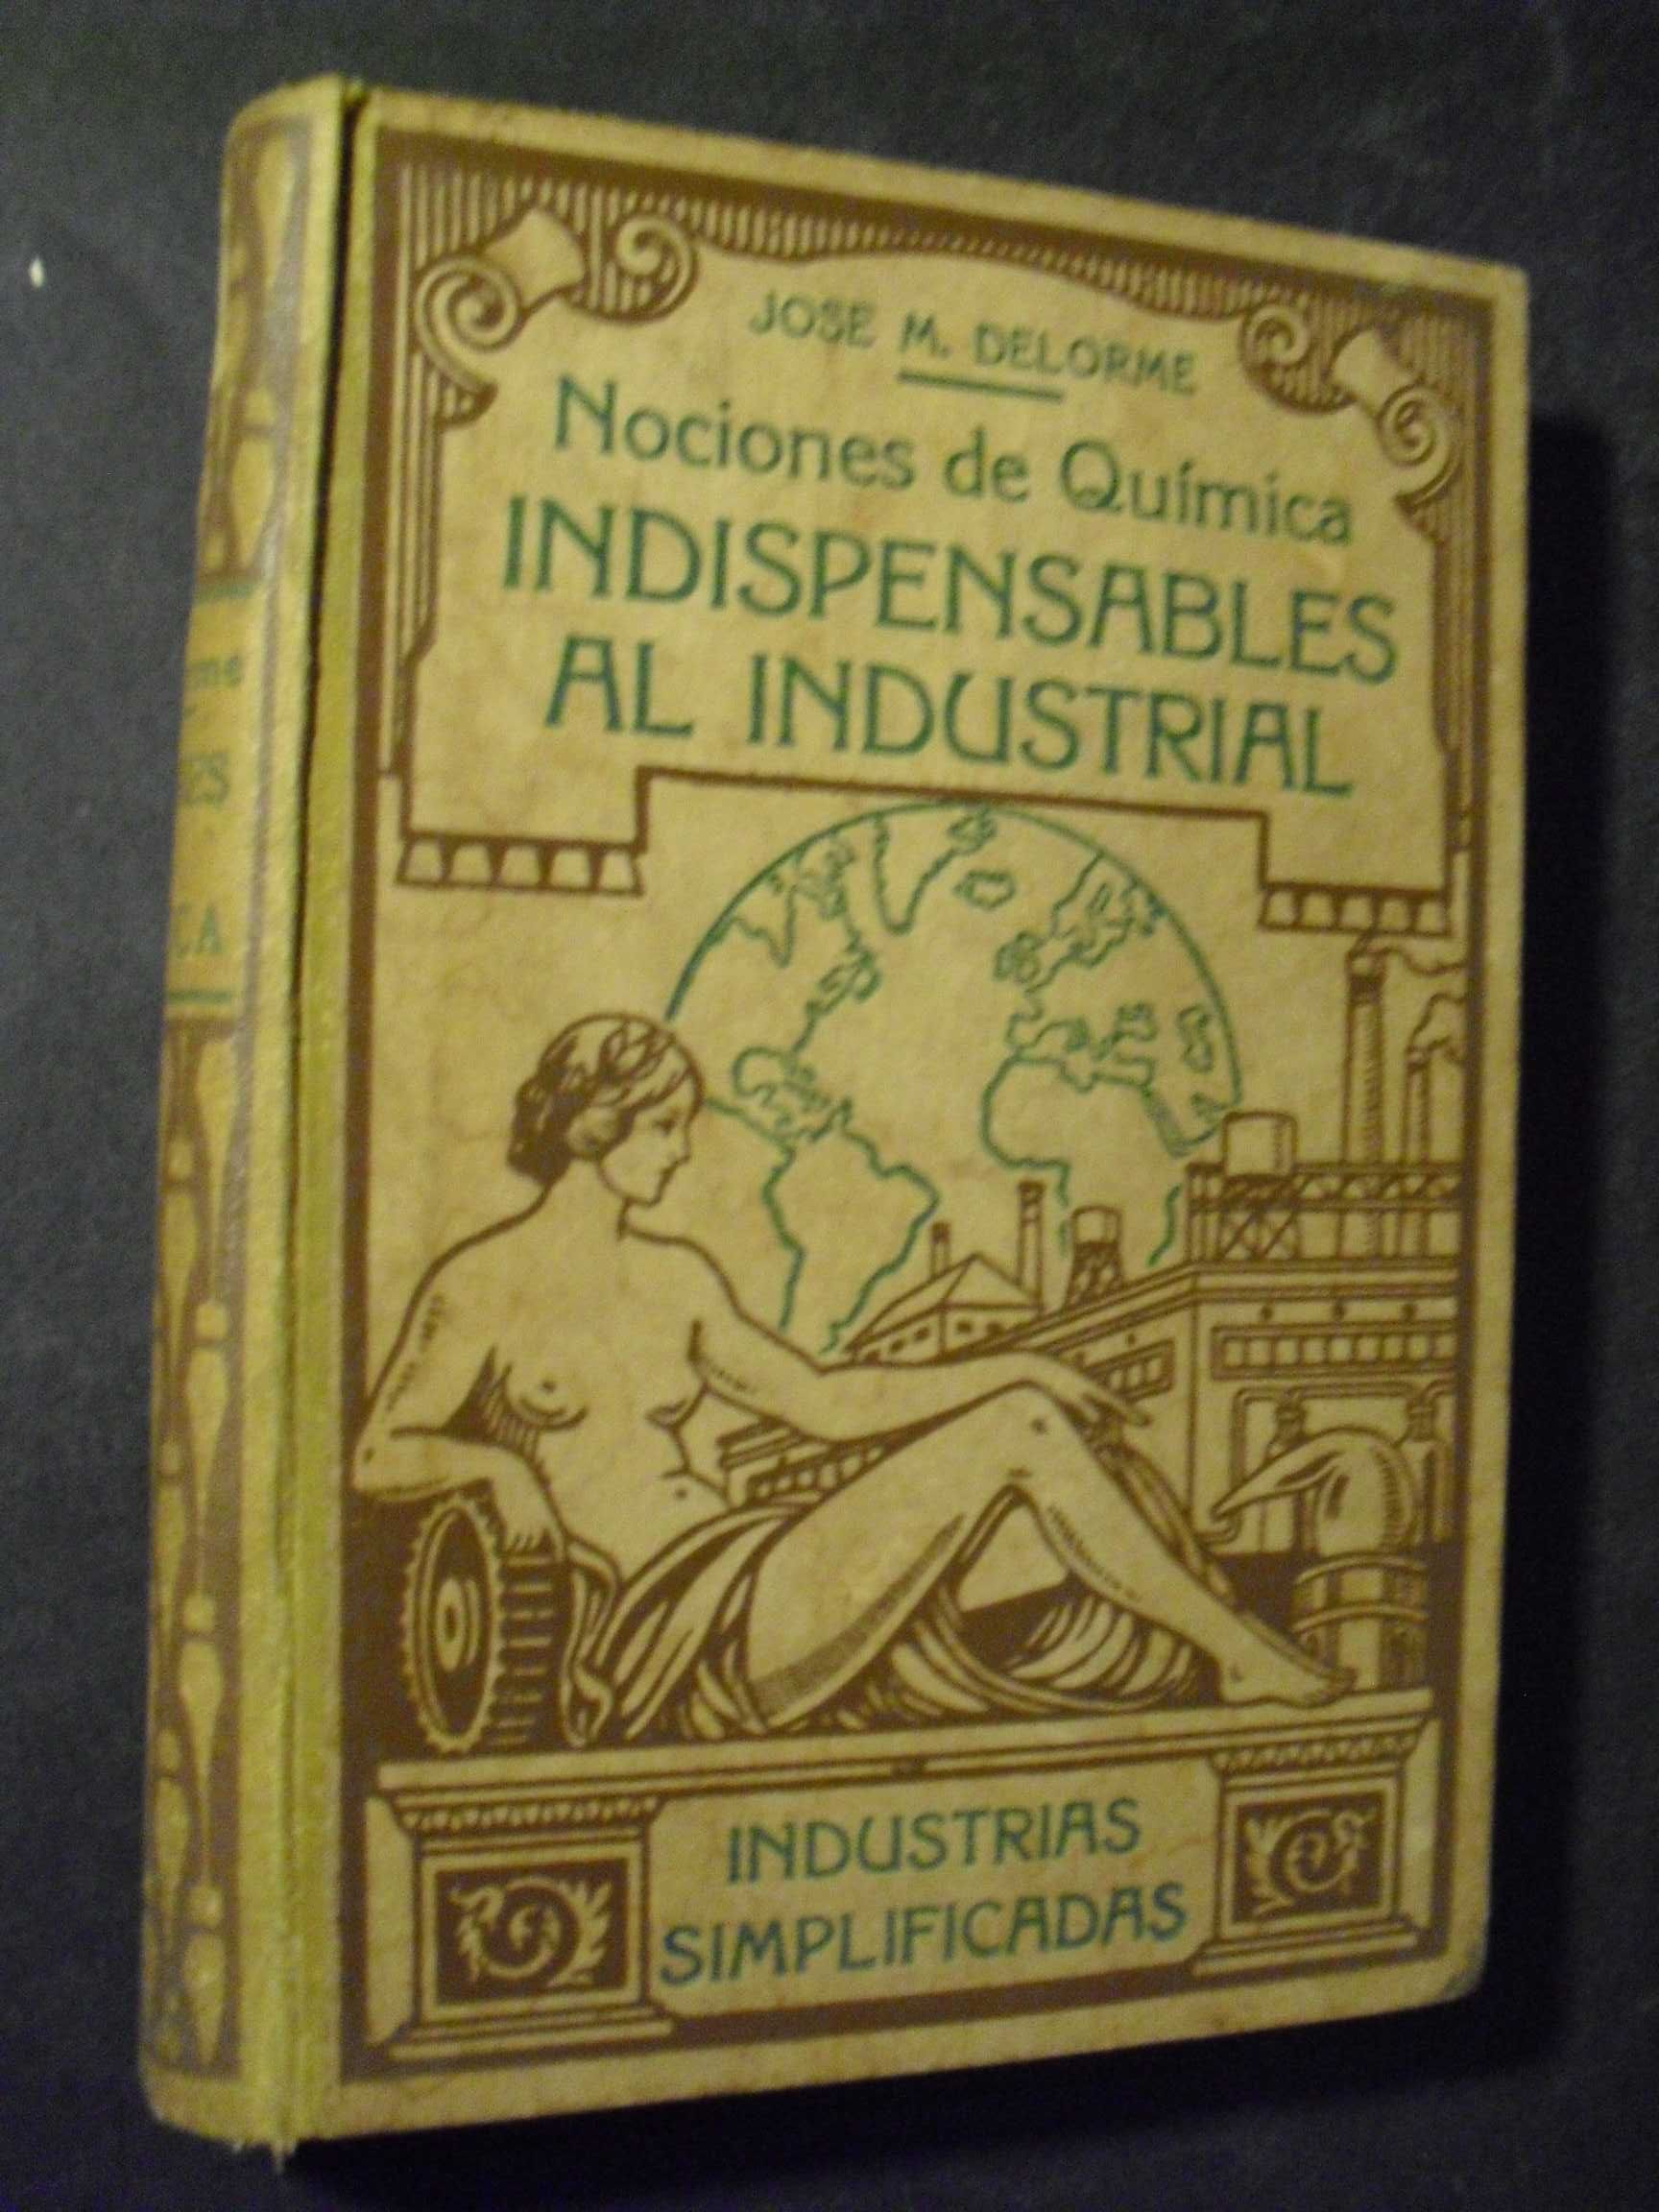 JOSE M. DELORME
Nociones de Química
INDISPENSABLES
AL INDUSTRIAL
INDUSTRIAS
SIMPLIFICADAS